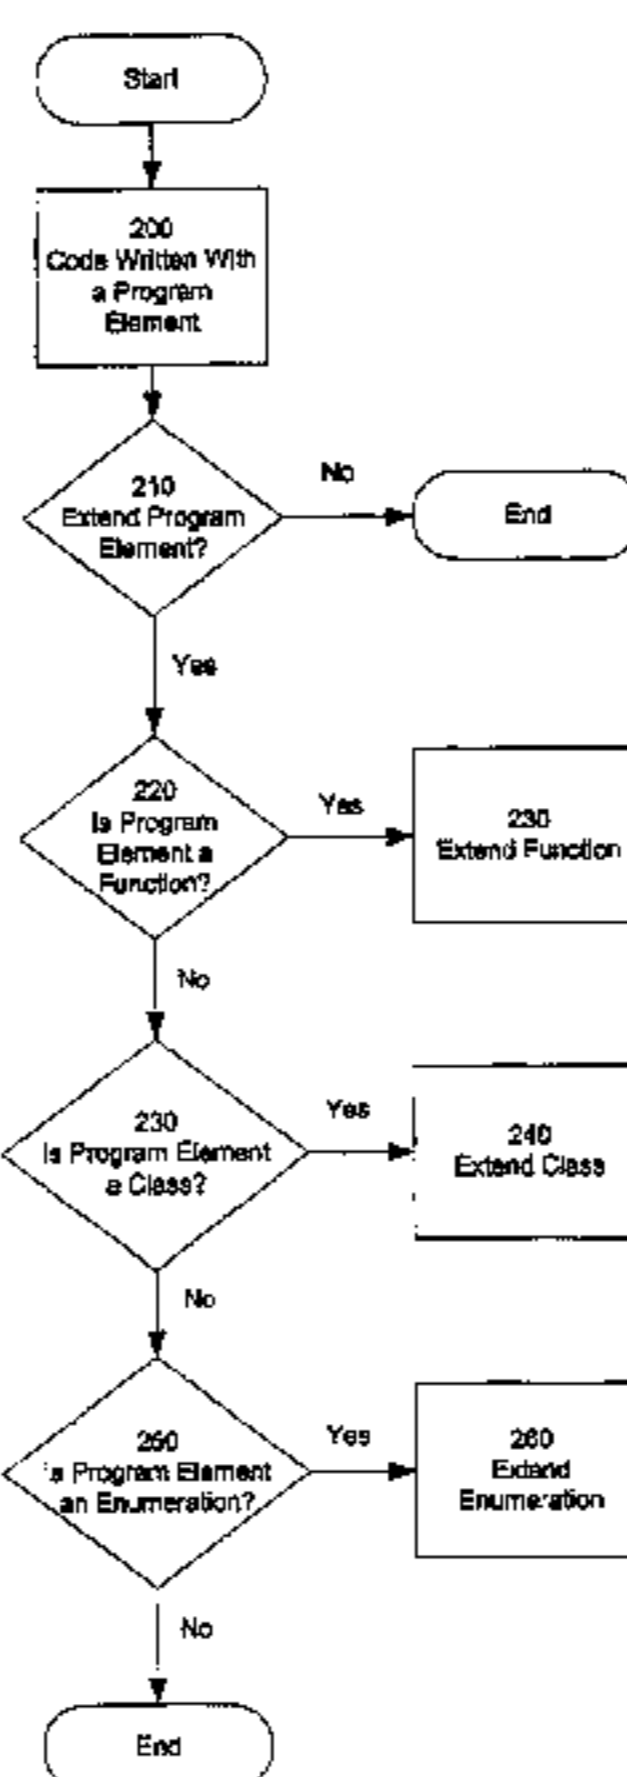 Start
200
Code Written With
a Program
Element
210
Extend Program
Element?
No
End
Yes
220
Is Program
Element a
Function?
Yes
230
Extend Function
No
230
Is Program Element
a Class?
Yes
240
Extend Class
No
250
Is Program Element
an Enumeration?
Yes
260
Extend
Enumeration
No
End